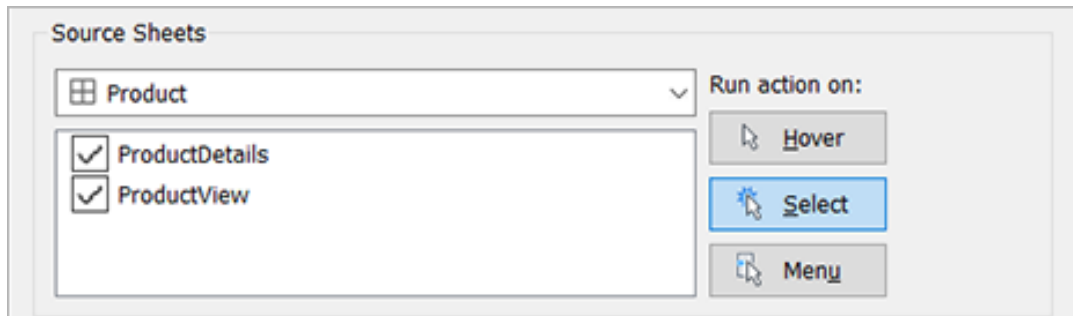 Source Sheets
Product
Run action on:
ProductDetails
ProductView
Hover
Select
Menu